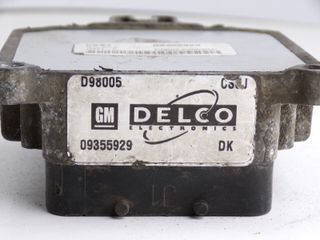 D98005
GM DELCO
ELECTRONICS
09355929 DK